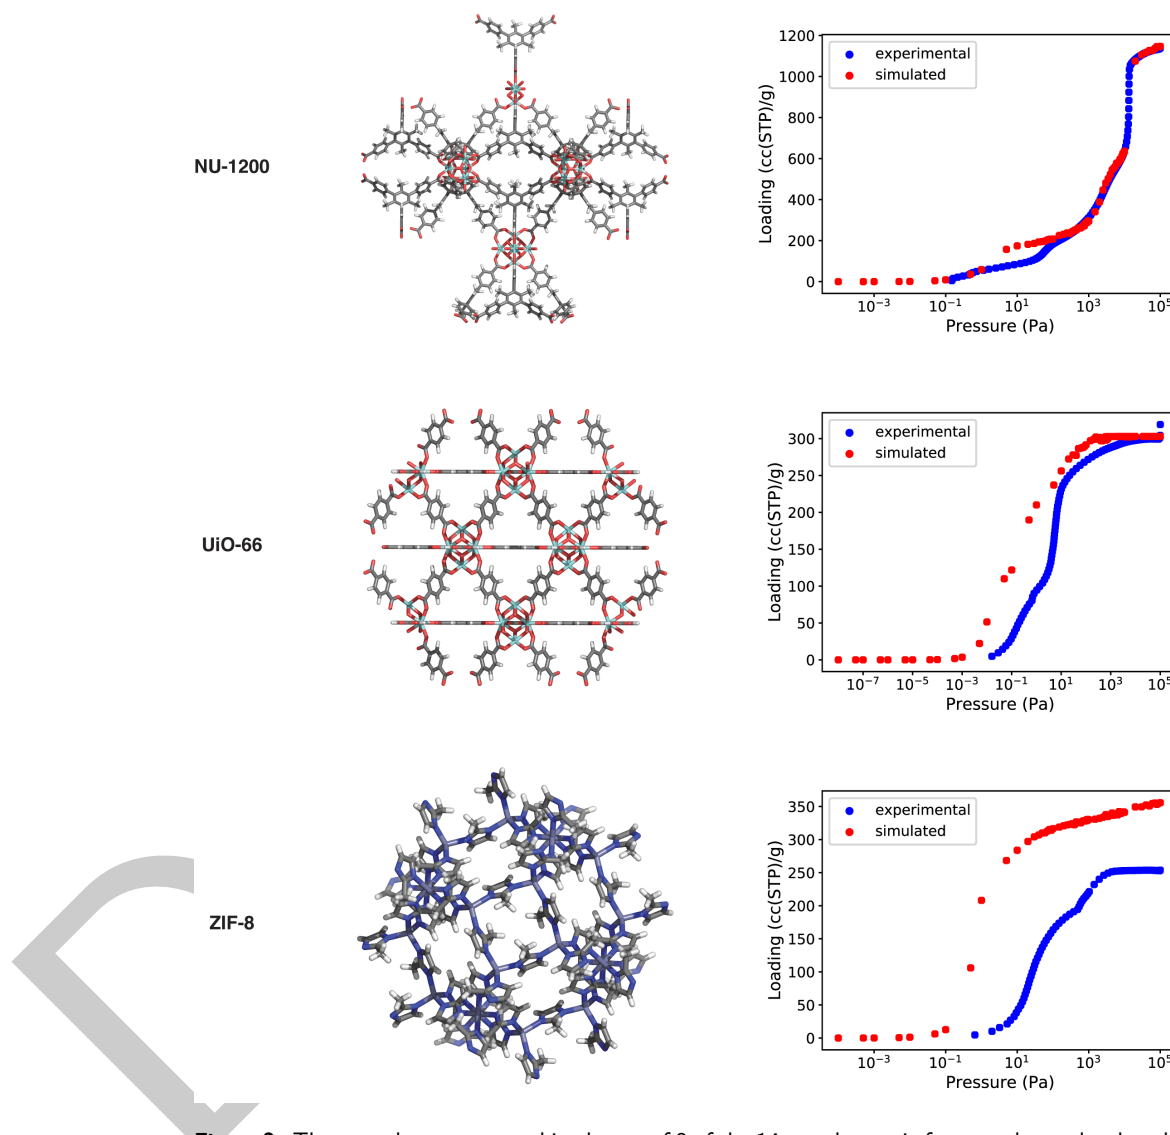 NU-1200
1200
1000
800
600
400
200
0
Loading (cc(STP)/g)
experimental
simulated
10⁻³ 10⁻¹ 10¹ 10³ 10⁵
Pressure (Pa)
UiO-66
300
250
200
150
100
50
0
Loading (cc(STP)/g)
experimental
simulated
10⁻⁷ 10⁻⁵ 10⁻³ 10⁻¹ 10¹ 10³ 10⁵
Pressure (Pa)
ZIF-8
350
300
250
200
150
100
50
0
Loading (cc(STP)/g)
experimental
simulated
10⁻³ 10⁻¹ 10¹ 10³ 10⁵
Pressure (Pa)